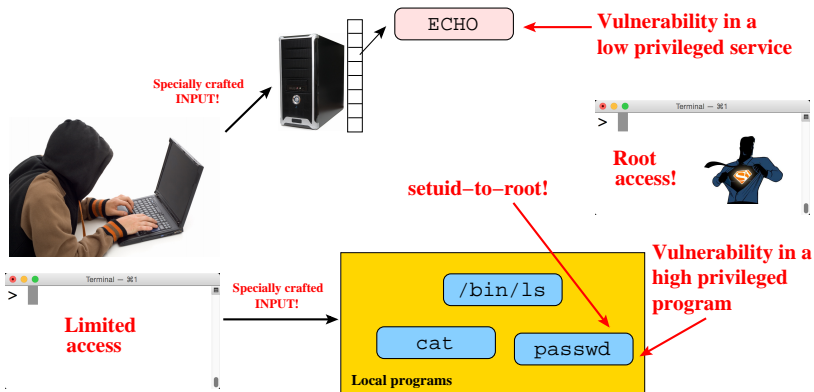 ECHO
Vulnerability in a
low privileged service
Specially crafted
INPUT!
Terminal — ⌘1
>
Root
access!
setuid−to−root!
Vulnerability in a
high privileged
program
Terminal — ⌘1
>
Limited
access
Specially crafted
INPUT!
/bin/ls
cat
passwd
Local programs